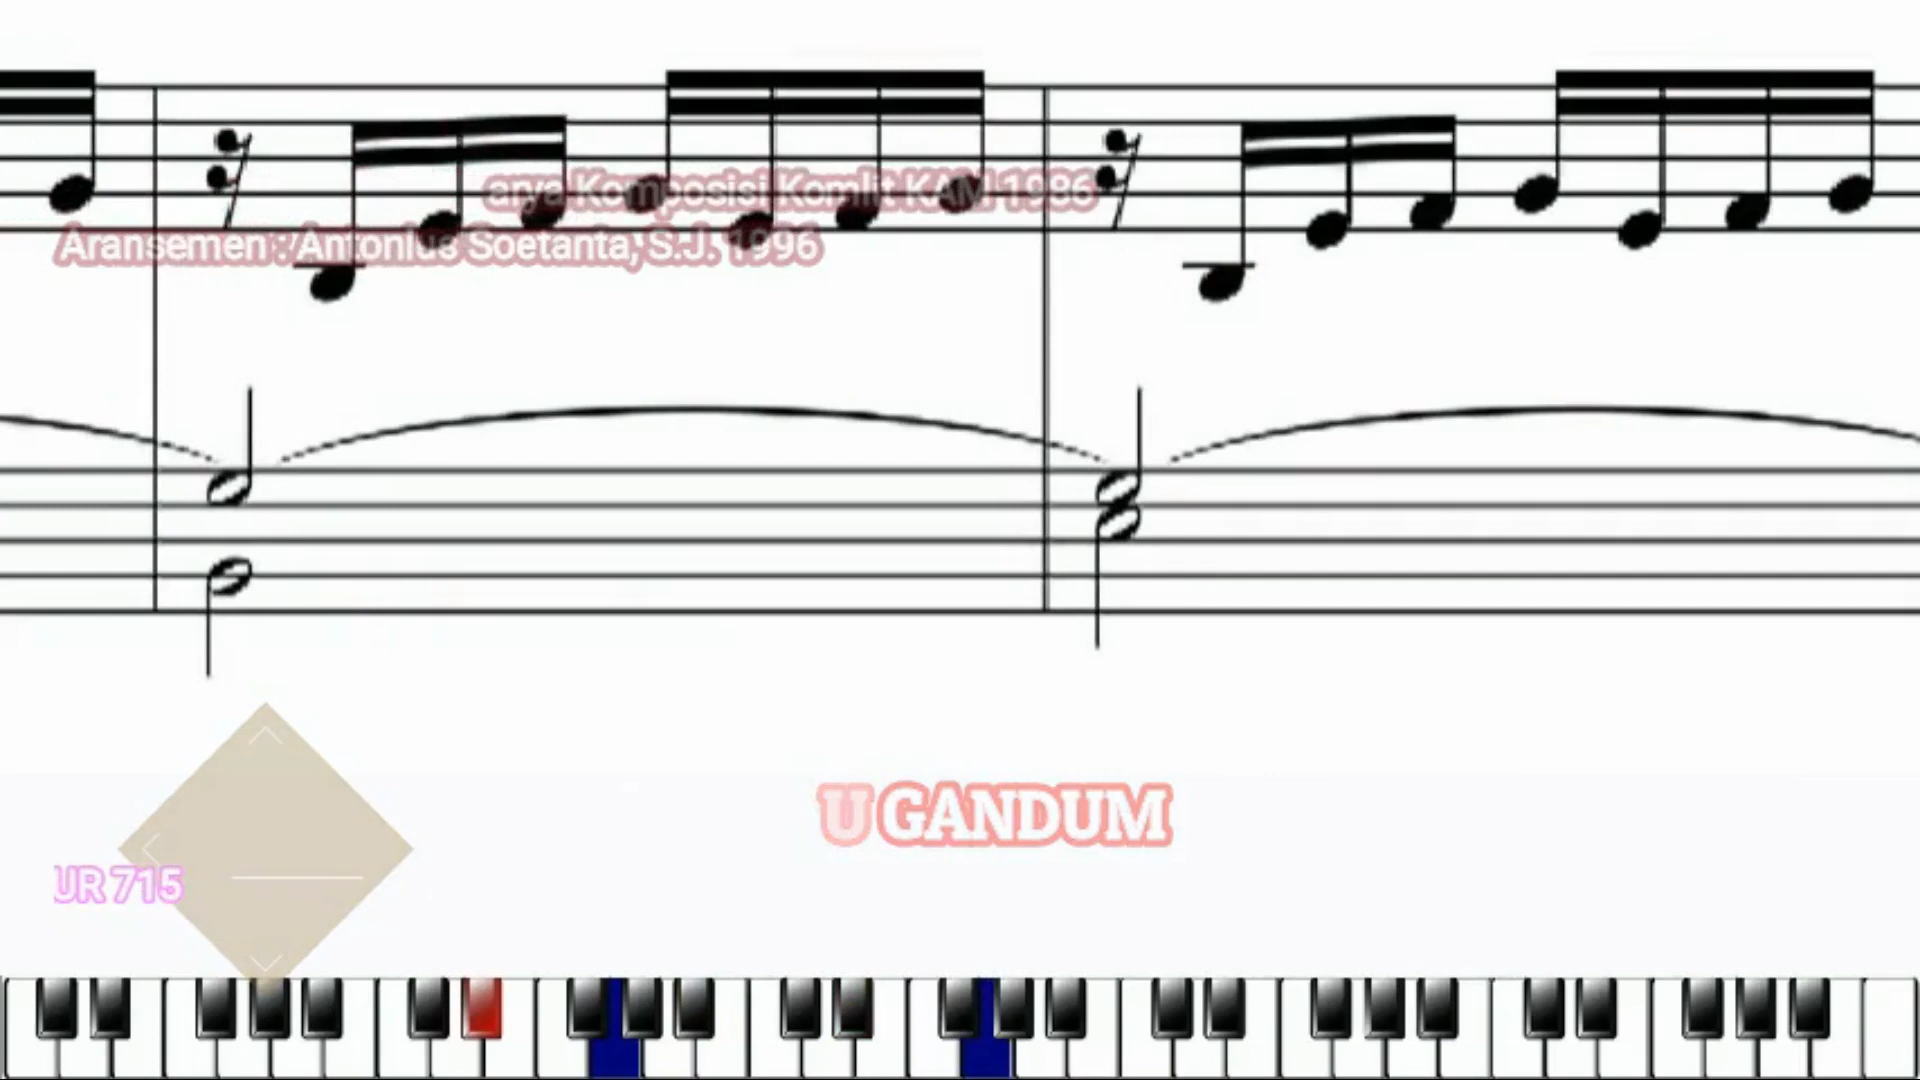 arya Komposisi Komlit KAM 1986
Aransemen : Antonius Soetanta, S.J. 1996
U GANDUM
UR 715